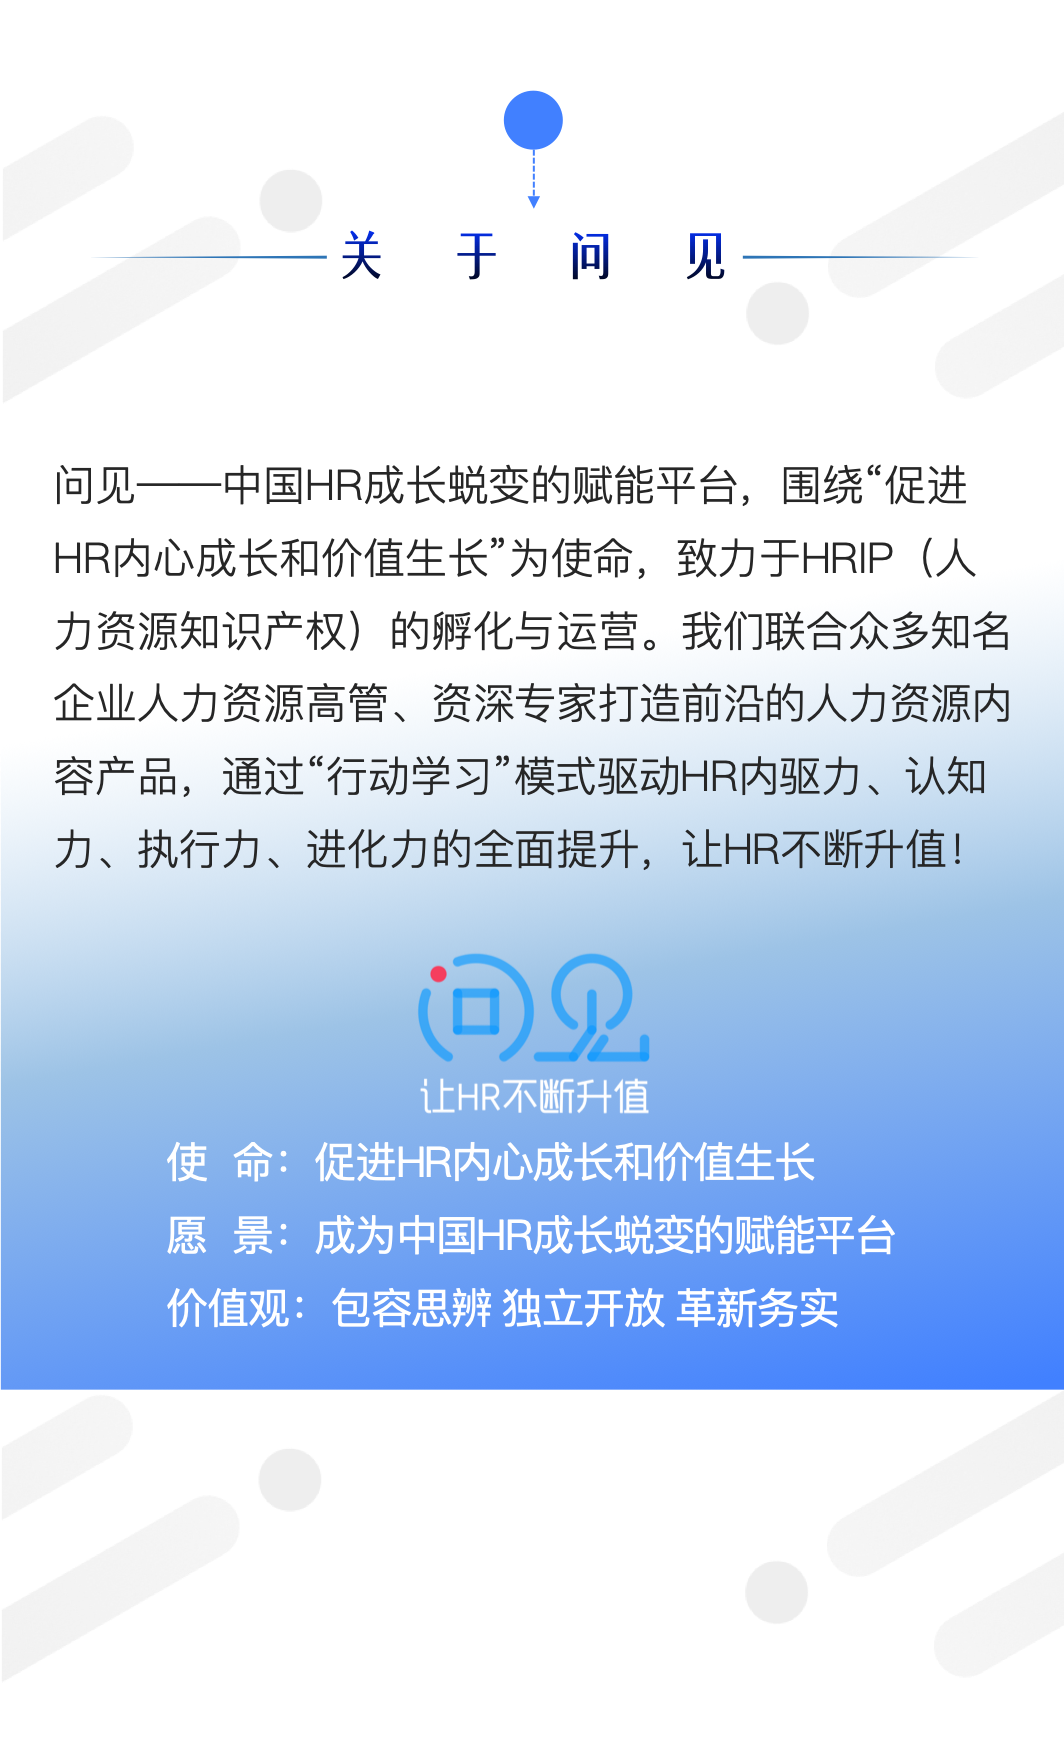 关于问见
问见——中国HR成长蜕变的赋能平台，围绕“促进
HR内心成长和价值生长”为使命，致力于HRIP（人
力资源知识产权）的孵化与运营。我们联合众多知名
企业人力资源高管、资深专家打造前沿的人力资源内
容产品，通过“行动学习”模式驱动HR内驱力、认知
力、执行力、进化力的全面提升，让HR不断升值！
问见
让HR不断升值
使 命：促进HR内心成长和价值生长
愿 景：成为中国HR成长蜕变的赋能平台
价值观：包容思辨 独立开放 革新务实